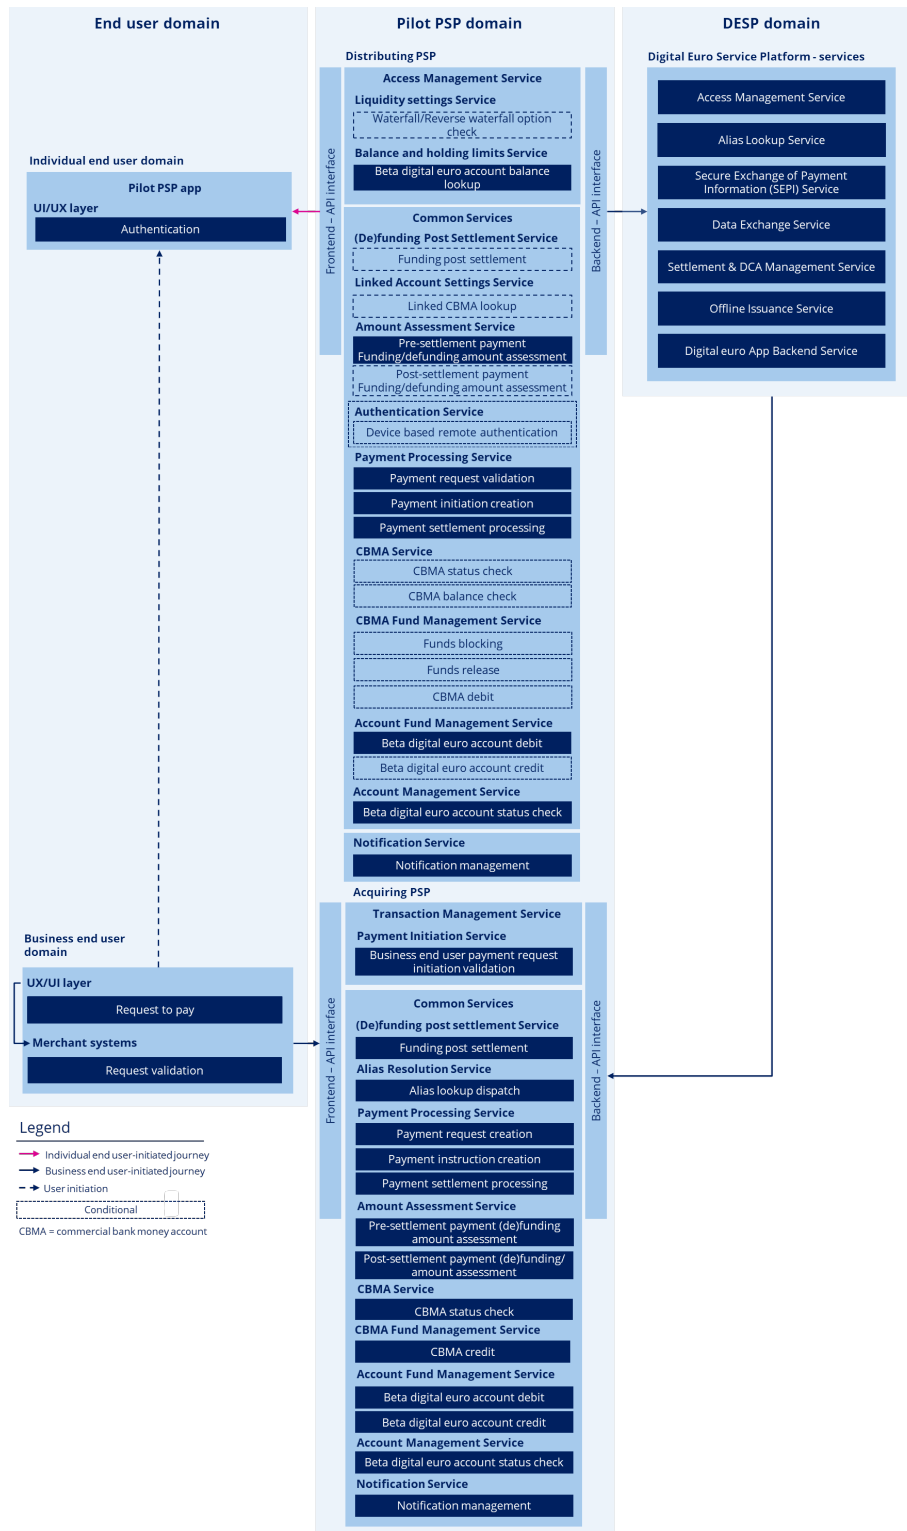 End user domain
Individual end user domain
Pilot PSP app
UI/UX layer
Authentication
Business end user
domain
UX/UI layer
Request to pay
Merchant systems
Request validation
Legend
Individual end user-initiated journey
Business end user-initiated journey
User initiation
Conditional
CBMA = commercial bank money account
Pilot PSP domain
Distributing PSP
Frontend – API interface
Access Management Service
Liquidity settings Service
Waterfall/Reverse waterfall option
check
Balance and holding limits Service
Beta digital euro account balance
lookup
Common Services
(De)funding Post Settlement Service
Funding post settlement
Linked Account Settings Service
Linked CBMA lookup
Amount Assessment Service
Pre-settlement payment
Funding/defunding amount assessment
Post-settlement payment
Funding/defunding amount assessment
Authentication Service
Device based remote authentication
Payment Processing Service
Payment request validation
Payment initiation creation
Payment settlement processing
CBMA Service
CBMA status check
CBMA balance check
CBMA Fund Management Service
Funds blocking
Funds release
CBMA debit
Account Fund Management Service
Beta digital euro account debit
Beta digital euro account credit
Account Management Service
Beta digital euro account status check
Notification Service
Notification management
Backend – API interface
Acquiring PSP
Frontend – API interface
Transaction Management Service
Payment Initiation Service
Business end user payment request
initiation validation
Common Services
(De)funding post settlement Service
Funding post settlement
Alias Resolution Service
Alias lookup dispatch
Payment Processing Service
Payment request creation
Payment instruction creation
Payment settlement processing
Amount Assessment Service
Pre-settlement payment (de)funding
amount assessment
Post-settlement payment (de)funding/
amount assessment
CBMA Service
CBMA status check
CBMA Fund Management Service
CBMA credit
Account Fund Management Service
Beta digital euro account debit
Beta digital euro account credit
Account Management Service
Beta digital euro account status check
Notification Service
Notification management
Backend – API interface
DESP domain
Digital Euro Service Platform - services
Access Management Service
Alias Lookup Service
Secure Exchange of Payment
Information (SEPI) Service
Data Exchange Service
Settlement & DCA Management Service
Offline Issuance Service
Digital euro App Backend Service